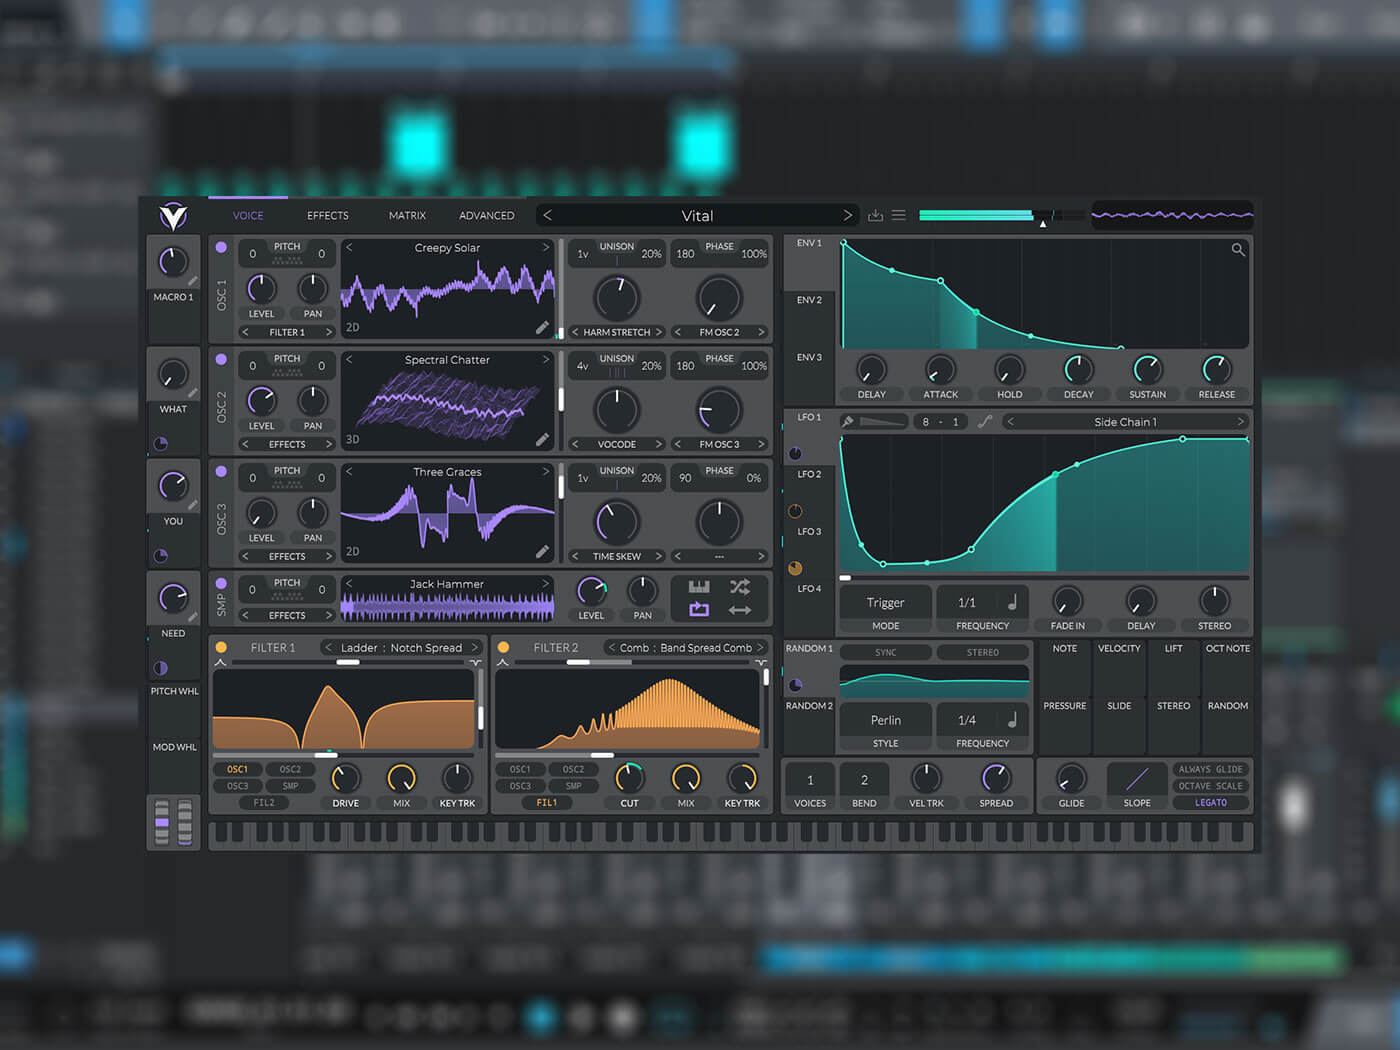 VOICE EFFECTS MATRIX ADVANCED < Vital >
MACRO 1
WHAT
YOU
NEED
PITCH WHL
MOD WHL
OSC 1
0 PITCH 0
LEVEL PAN
< FILTER 1 >
< Creepy Solar >
2D
1v UNISON 20%
180 PHASE 100%
< HARM STRETCH >
< FM OSC 2 >
OSC 2
0 PITCH 0
LEVEL PAN
< EFFECTS >
< Spectral Chatter >
3D
4v UNISON 20%
180 PHASE 100%
< VOCODE >
< FM OSC 3 >
OSC 3
0 PITCH 0
LEVEL PAN
< EFFECTS >
< Three Graces >
2D
1v UNISON 20%
90 PHASE 0%
< TIME SKEW >
< --- >
SMP
0 PITCH 0
< EFFECTS >
< Jack Hammer >
LEVEL PAN
FILTER 1 < Ladder : Notch Spread >
OSC1 OSC2
OSC3 SMP
FIL2
DRIVE MIX KEY TRK
FILTER 2 < Comb : Band Spread Comb >
OSC1 OSC2
OSC3 SMP
FIL1
CUT MIX KEY TRK
ENV 1
ENV 2
ENV 3
DELAY ATTACK HOLD DECAY SUSTAIN RELEASE
LFO 1
LFO 2
LFO 3
LFO 4
8 - 1
< Side Chain 1 >
Trigger
MODE
1/1
FREQUENCY
FADE IN DELAY STEREO
RANDOM 1
RANDOM 2
SYNC STEREO
Perlin
STYLE
1/4
FREQUENCY
NOTE VELOCITY LIFT OCT NOTE
PRESSURE SLIDE STEREO RANDOM
1
VOICES
2
BEND
VEL TRK SPREAD
GLIDE SLOPE
ALWAYS GLIDE
OCTAVE SCALE
LEGATO